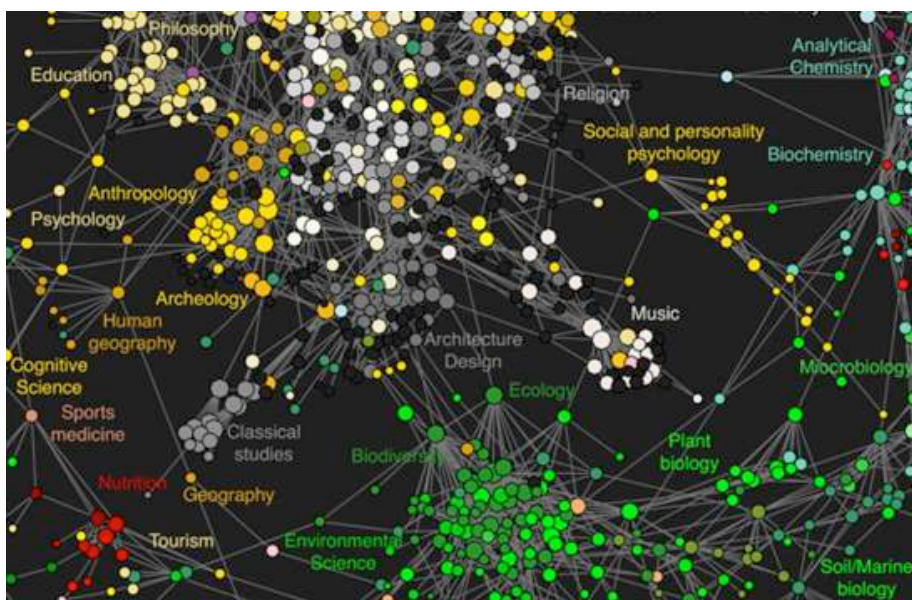 Philosophy
Analytical
Chemistry
Education
Religion
Social and personality
psychology
Biochemistry
Anthropology
Psychology
Archeology
Human
geography
Music
Architecture
Design
Cognitive
Science
Miocrobiology
Ecology
Sports
medicine
Classical
studies
Biodiversity
Plant
biology
Nutrition
Geography
Tourism
Environmental
Science
Soil/Marine
biology